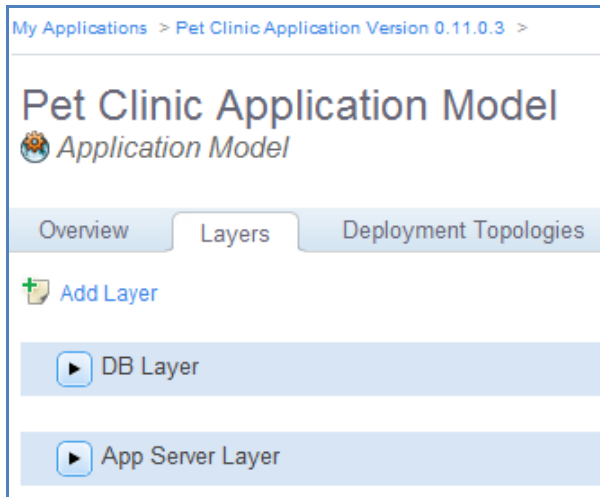 My Applications > Pet Clinic Application Version 0.11.0.3 >
Pet Clinic Application Model
Application Model
Overview Layers Deployment Topologies
Add Layer
DB Layer
App Server Layer